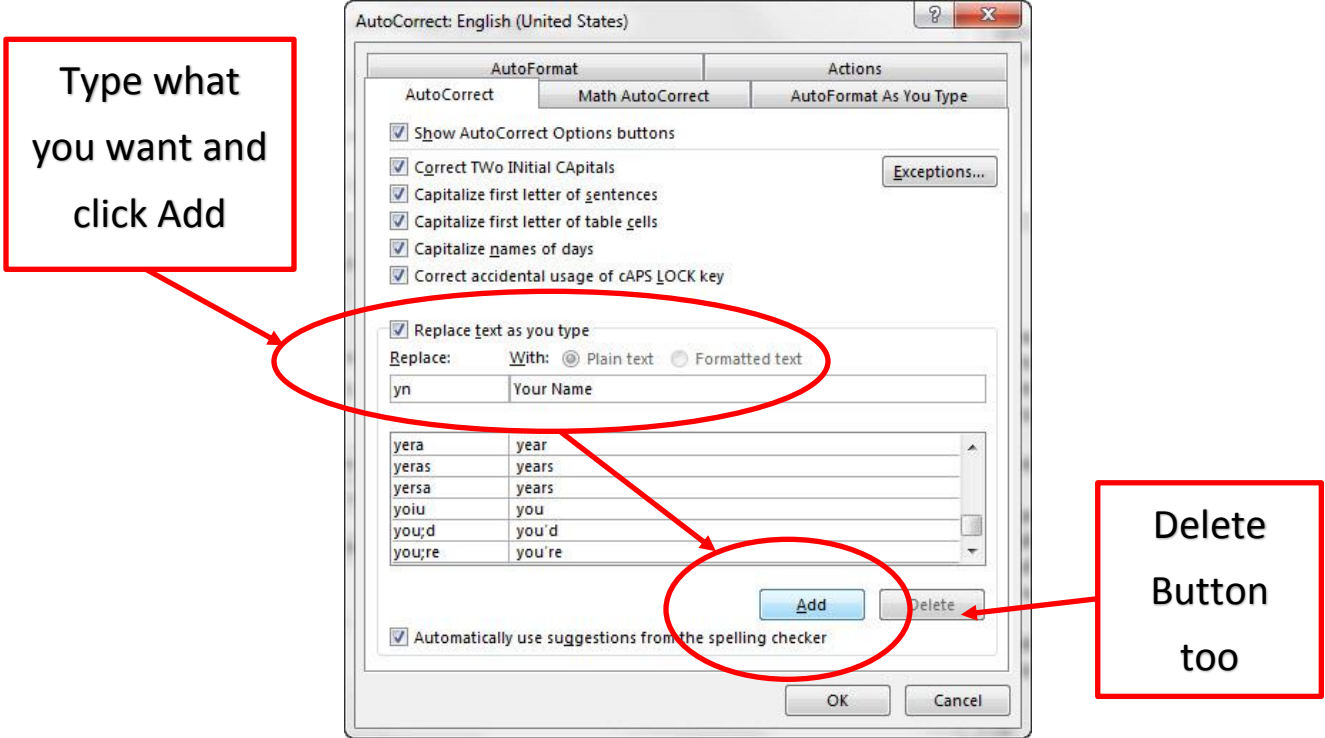 AutoCorrect: English (United States)
?
Type what
you want and
click Add
AutoFormat Actions
AutoCorrect Math AutoCorrect AutoFormat As You Type
Show AutoCorrect Options buttons
Correct TWo INitial CApitals
Exceptions...
Capitalize first letter of sentences
Capitalize first letter of table cells
Capitalize names of days
Correct accidental usage of cAPS LOCK key
Replace text as you type
Replace: With: Plain text Formatted text
yn Your Name
yera year
yeras years
yersa years
yoiu you
you;d you'd
you;re you're
Add Delete
Automatically use suggestions from the spelling checker
OK Cancel
Delete
Button
too